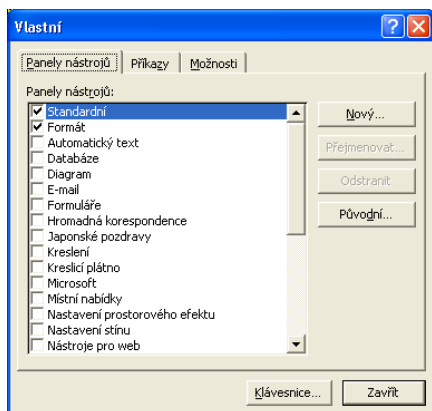 Vlastní
Panely nástrojů Příkazy Možnosti
Panely nástrojů:
Standardní
Formát
Automatický text
Databáze
Diagram
E-mail
Formuláře
Hromadná korespondence
Japonské pozdravy
Kreslení
Kreslicí plátno
Microsoft
Místní nabídky
Nastavení prostorového efektu
Nastavení stínu
Nástroje pro web
Nový...
Přejmenovat...
Odstranit
Původní...
Klávesnice...
Zavřít